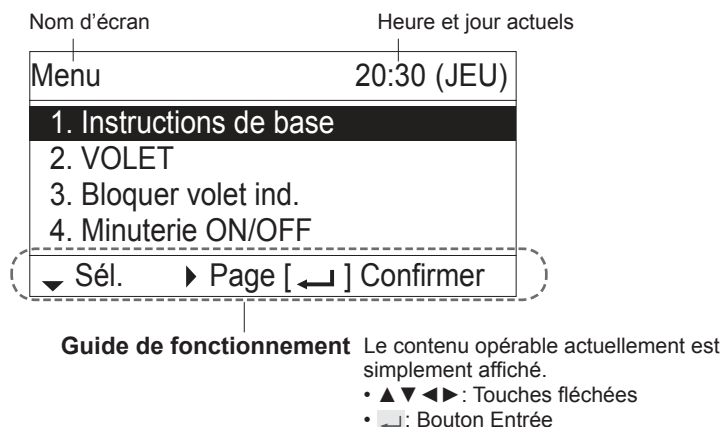 Nom d’écran
Heure et jour actuels
Menu 20:30 (JEU)
1. Instructions de base
2. VOLET
3. Bloquer volet ind.
4. Minuterie ON/OFF
Sél. Page [ ↵ ] Confirmer
Guide de fonctionnement
Le contenu opérable actuellement est
simplement affiché.
• ▲▼◄►: Touches fléchées
• ↵: Bouton Entrée